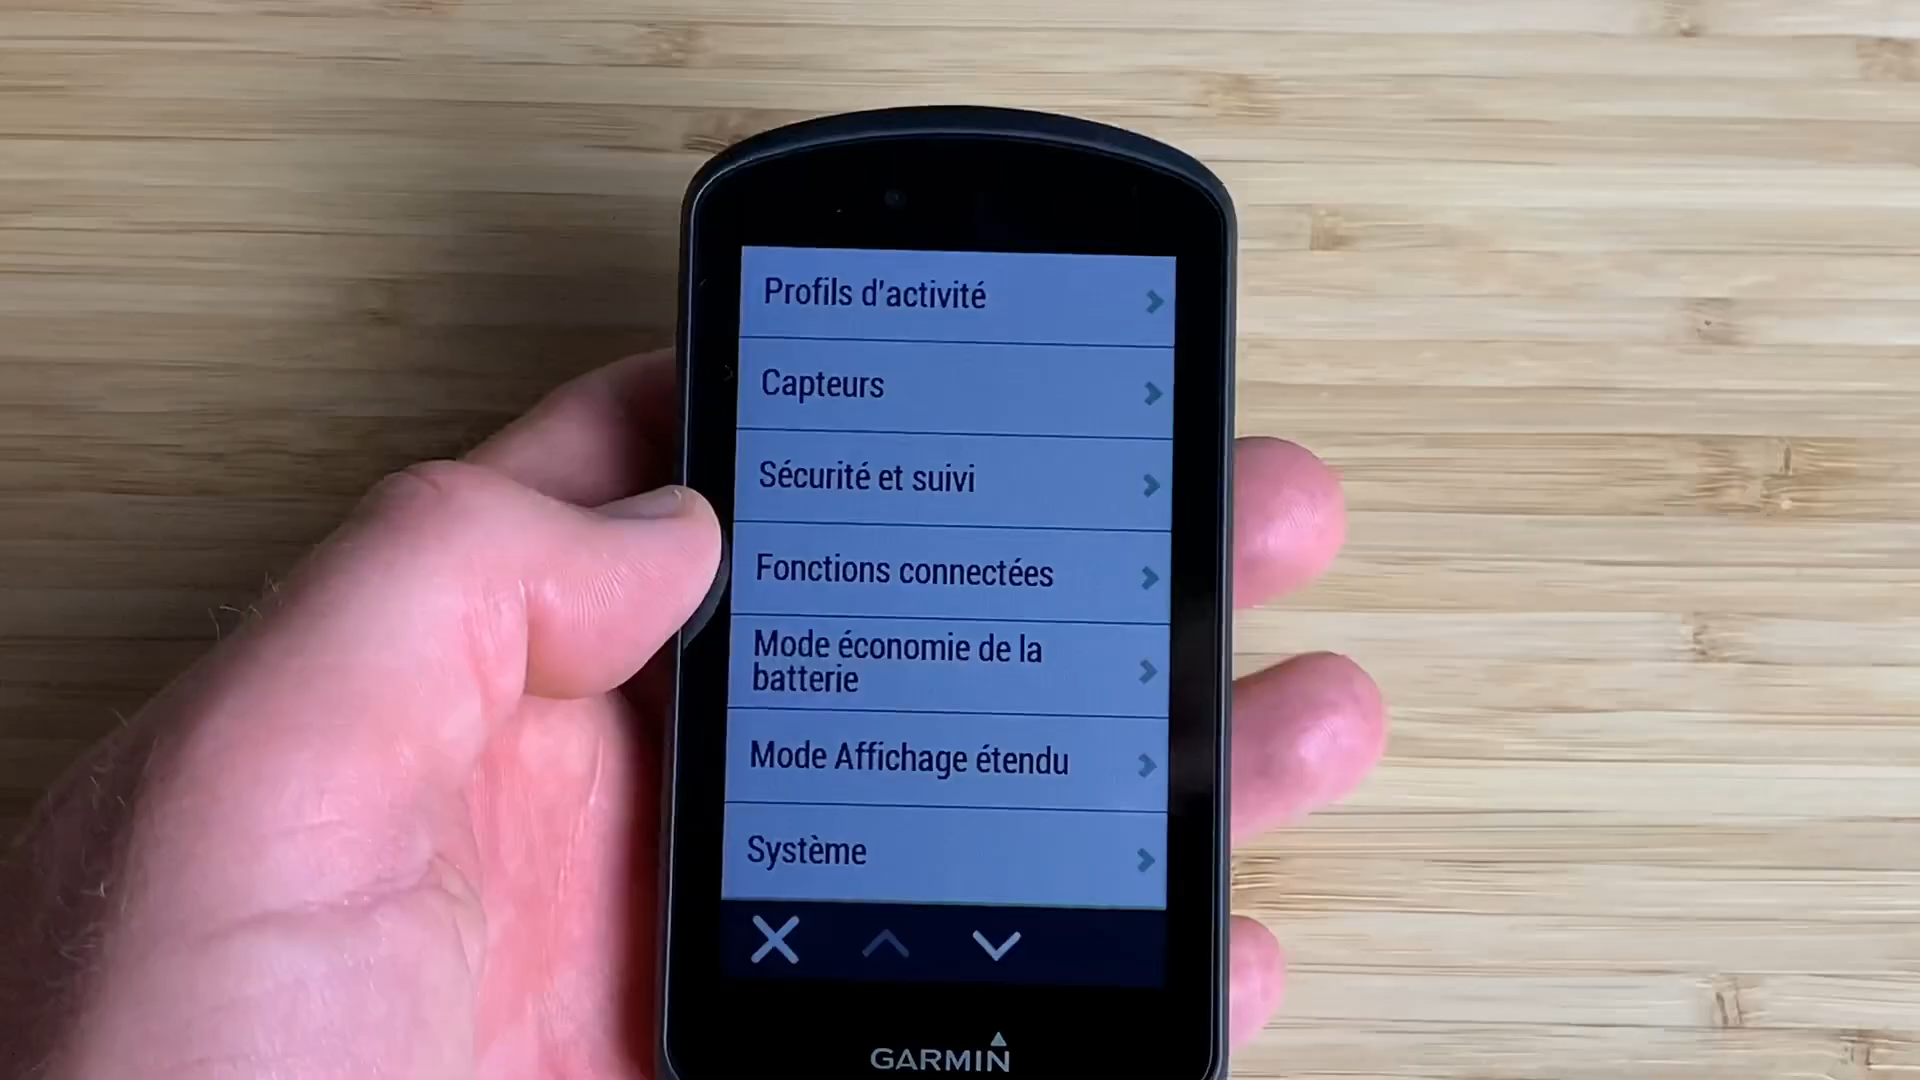 Profils d'activité
Capteurs
Sécurité et suivi
Fonctions connectées
Mode économie de la
batterie
Mode Affichage étendu
Système
GARMIN